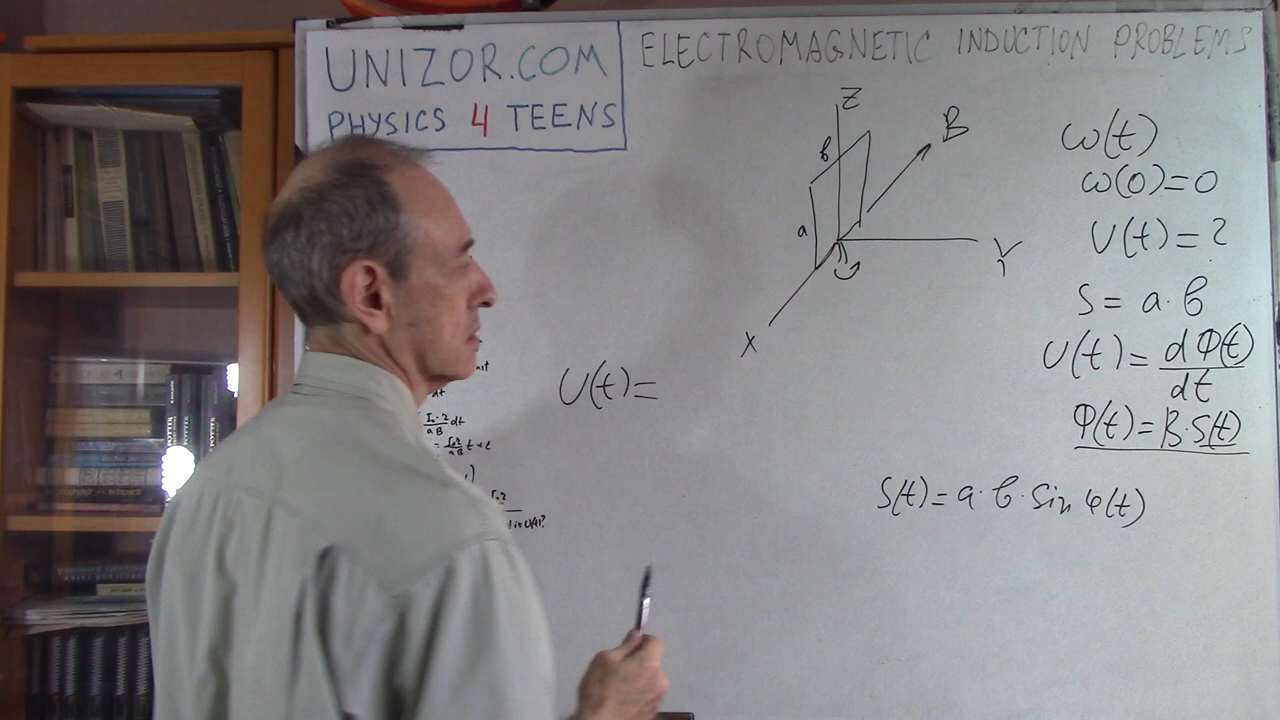 UNIZOR.COM
PHYSICS 4 TEENS
ELECTROMAGNETIC INDUCTION PROBLEMS
Z
B
b
a
Y
X
ω(t)
ω(0)=0
U(t)=?
S = a·b
U(t)= dΦ(t)/dt
Φ(t)=B·S(t)
S(t)=a·b·sin φ(t)
U(t)=